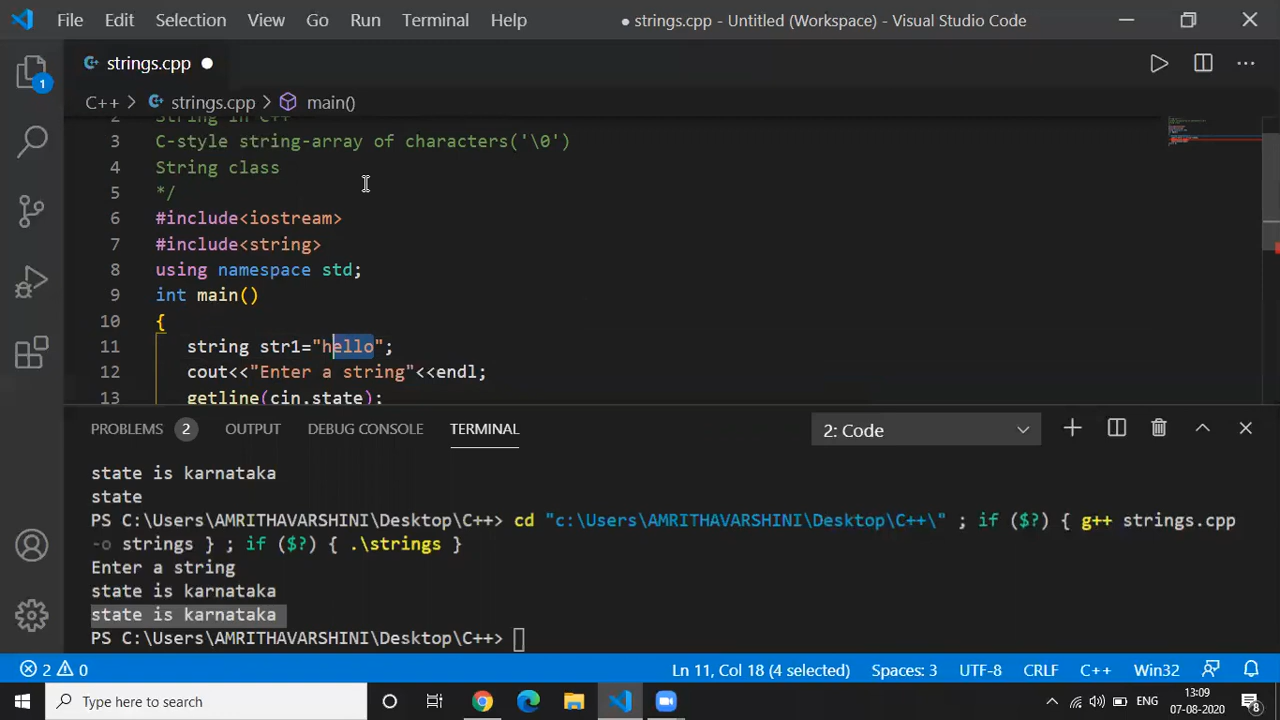 File Edit Selection View Go Run Terminal Help ● strings.cpp - Untitled (Workspace) - Visual Studio Code
strings.cpp
C++ > strings.cpp > main()
2 String in C++
3 C-style string-array of characters('\0')
4 String class
5 */
6 #include<iostream>
7 #include<string>
8 using namespace std;
9 int main()
10 {
11 string str1="hello";
12 cout<<"Enter a string"<<endl;
13 getline(cin,state);
PROBLEMS 2 OUTPUT DEBUG CONSOLE TERMINAL 2: Code
state is karnataka
state
PS C:\Users\AMRITHAVARSHINI\Desktop\C++> cd "c:\Users\AMRITHAVARSHINI\Desktop\C++\" ; if ($?) { g++ strings.cpp
-o strings } ; if ($?) { .\strings }
Enter a string
state is karnataka
state is karnataka
PS C:\Users\AMRITHAVARSHINI\Desktop\C++>
2 0 Ln 11, Col 18 (4 selected) Spaces: 3 UTF-8 CRLF C++ Win32
Type here to search ENG 13:09
07-08-2020 8
1